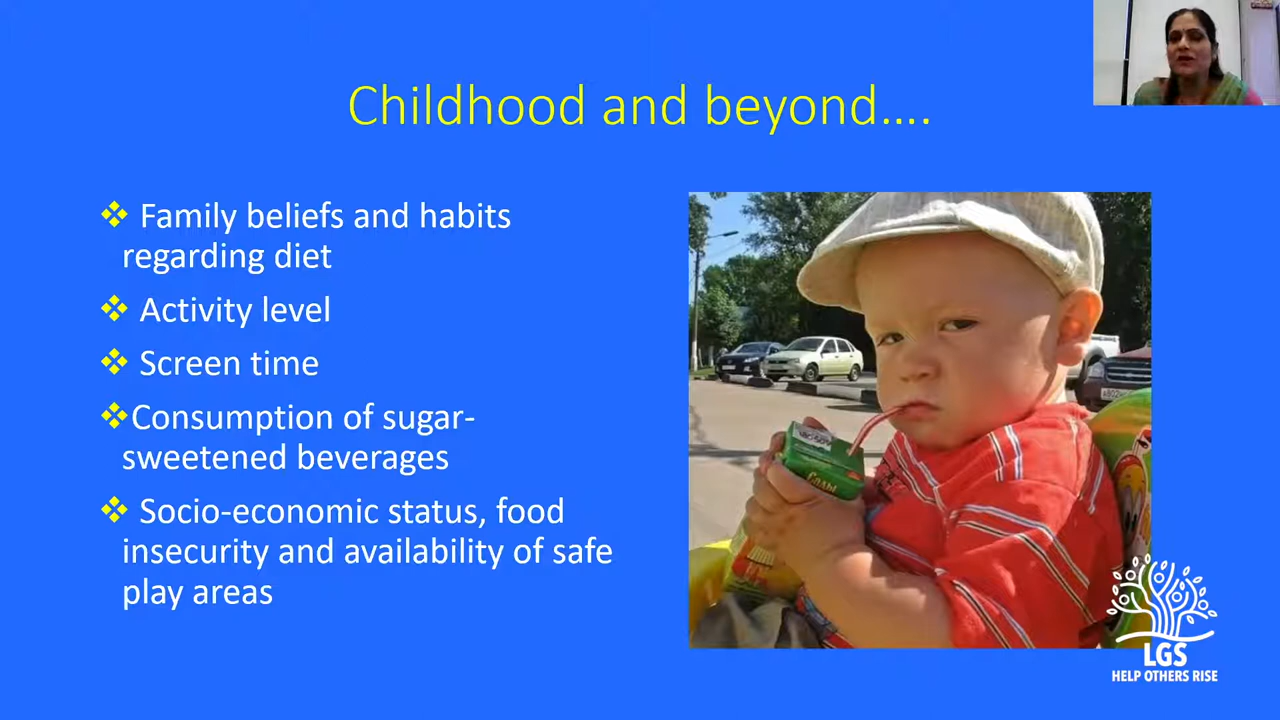 Childhood and beyond....
❖ Family beliefs and habits
regarding diet
❖ Activity level
❖ Screen time
❖Consumption of sugar-
sweetened beverages
❖ Socio-economic status, food
insecurity and availability of safe
play areas
LGS
HELP OTHERS RISE